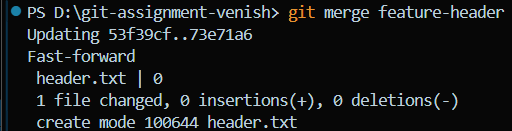 PS D:\git-assignment-venish> git merge feature-header
Updating 53f39cf..73e71a6
Fast-forward
 header.txt | 0
 1 file changed, 0 insertions(+), 0 deletions(-)
 create mode 100644 header.txt